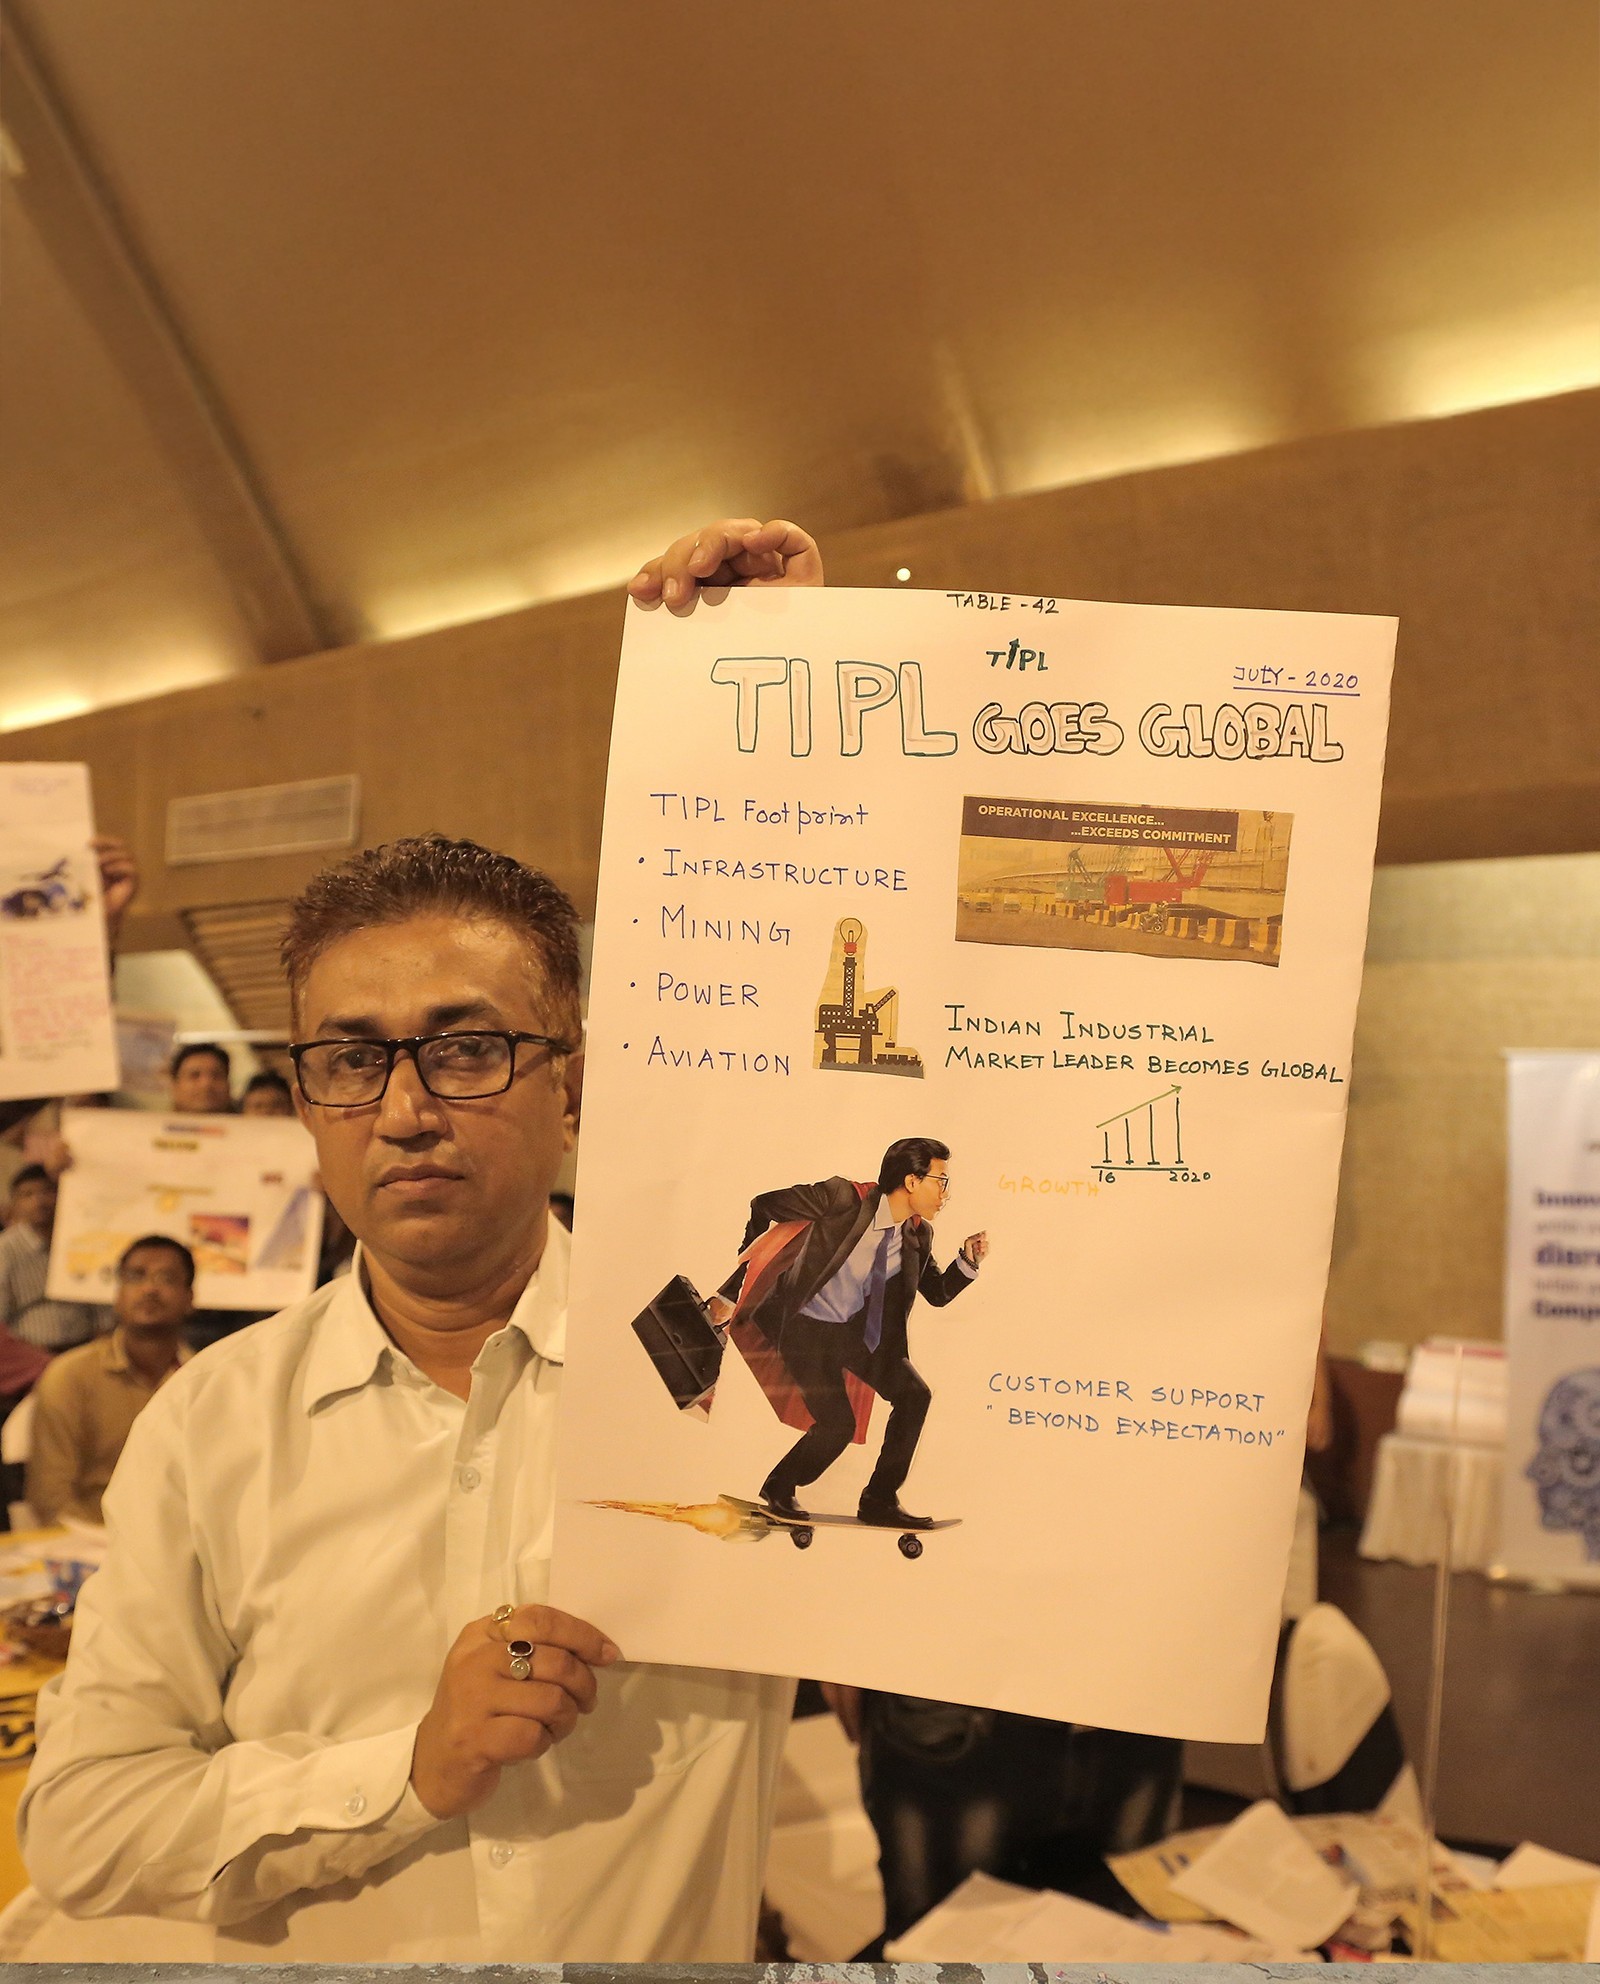 TABLE - 42
TIPL
JULY - 2020
TIPL GOES GLOBAL
TIPL Footprint
• INFRASTRUCTURE
• MINING
• POWER
• AVIATION
OPERATIONAL EXCELLENCE...
...EXCEEDS COMMITMENT
INDIAN INDUSTRIAL
MARKET LEADER BECOMES GLOBAL
GROWTH
16 2020
CUSTOMER SUPPORT
" BEYOND EXPECTATION"